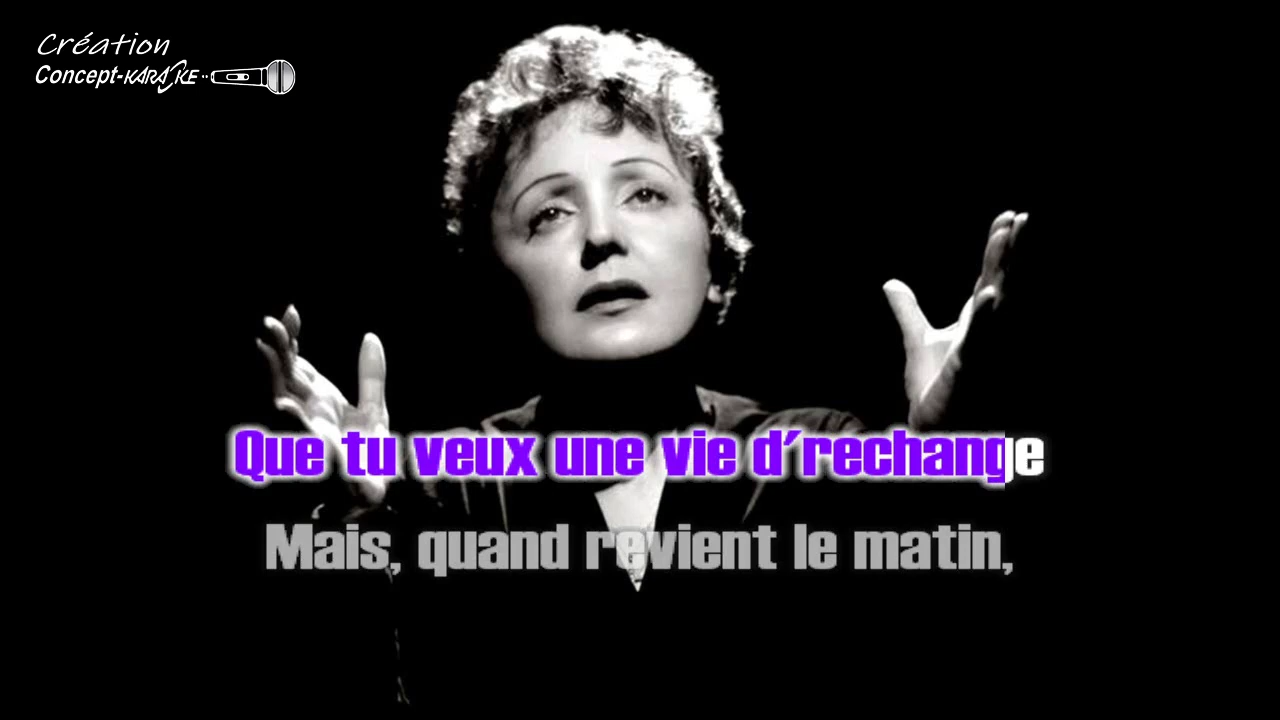 Création
Concept-KARAOKE
Que tu veux une vie d'rechange
Mais, quand revient le matin,